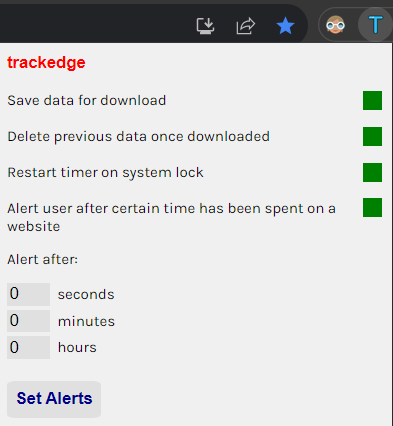 T
trackedge
Save data for download
Delete previous data once downloaded
Restart timer on system lock
Alert user after certain time has been spent on a
website
Alert after:
0 seconds
0 minutes
0 hours
Set Alerts